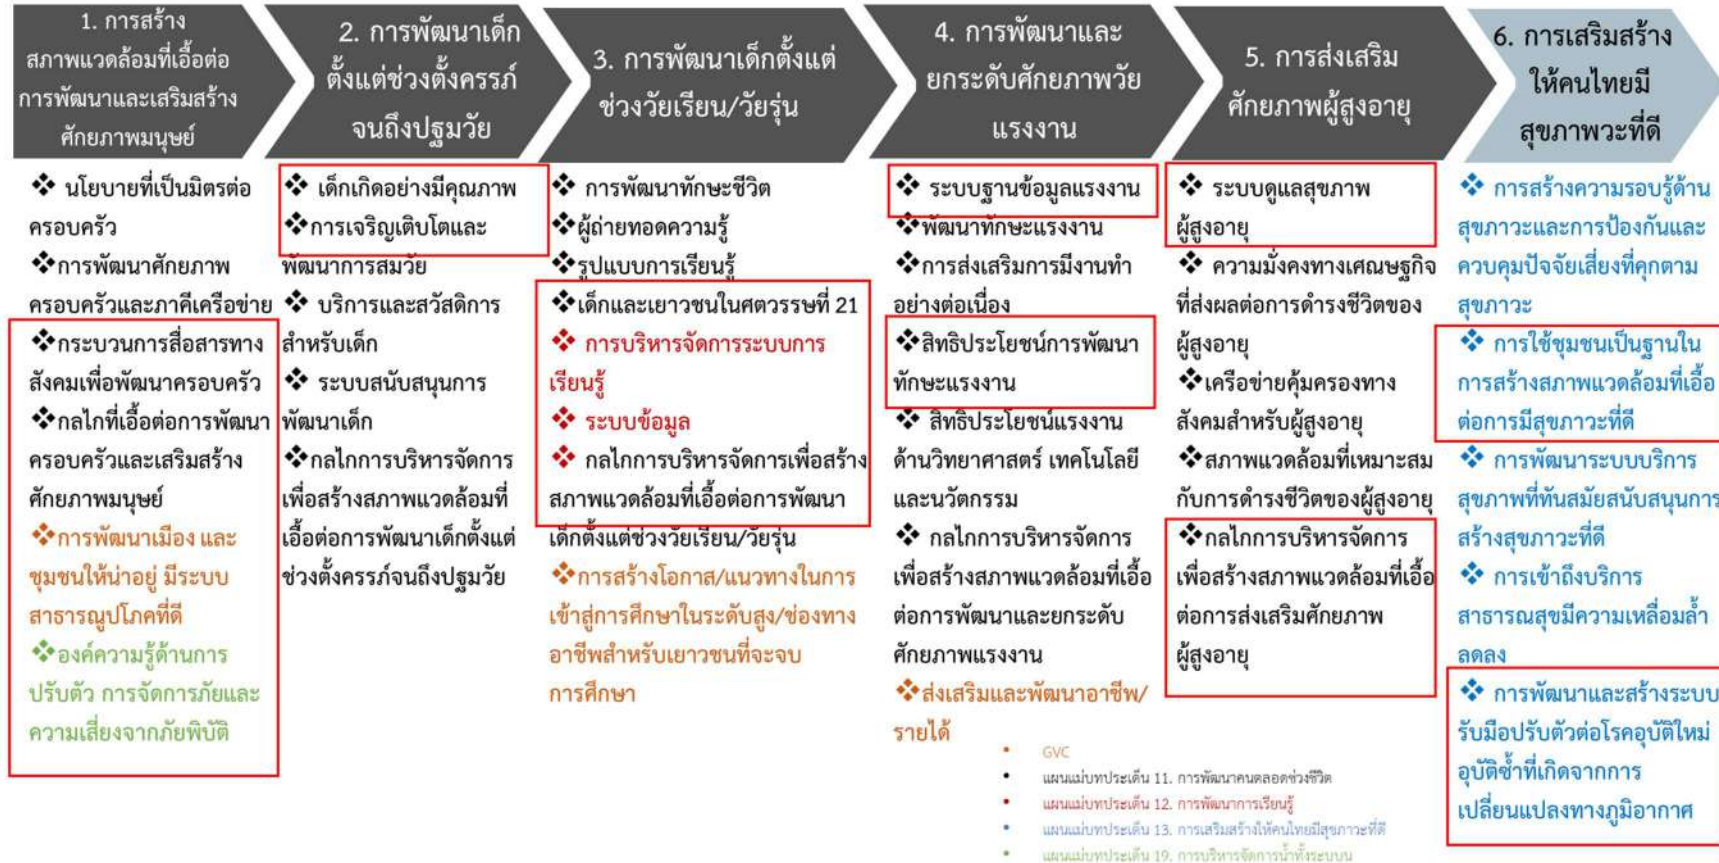 1. การสร้าง
สภาพแวดล้อมที่เอื้อต่อ
การพัฒนาและเสริมสร้าง
ศักยภาพมนุษย์
2. การพัฒนาเด็ก
ตั้งแต่ช่วงตั้งครรภ์
จนถึงปฐมวัย
3. การพัฒนาเด็กตั้งแต่
ช่วงวัยเรียน/วัยรุ่น
4. การพัฒนาและ
ยกระดับศักยภาพวัย
แรงงาน
5. การส่งเสริม
ศักยภาพผู้สูงอายุ
6. การเสริมสร้าง
ให้คนไทยมี
สุขภาพวะที่ดี
❖ นโยบายที่เป็นมิตรต่อ
ครอบครัว
❖การพัฒนาศักยภาพ
ครอบครัวและภาคีเครือข่าย
❖กระบวนการสื่อสารทาง
สังคมเพื่อพัฒนาครอบครัว
❖กลไกที่เอื้อต่อการพัฒนา
ครอบครัวและเสริมสร้าง
ศักยภาพมนุษย์
❖การพัฒนาเมือง และ
ชุมชนให้น่าอยู่ มีระบบ
สาธารณูปโภคที่ดี
❖องค์ความรู้ด้านการ
ปรับตัว การจัดการภัยและ
ความเสี่ยงจากภัยพิบัติ
❖ เด็กเกิดอย่างมีคุณภาพ
❖การเจริญเติบโตและ
พัฒนาการสมวัย
❖ บริการและสวัสดิการ
สำหรับเด็ก
❖ ระบบสนับสนุนการ
พัฒนาเด็ก
❖กลไกการบริหารจัดการ
เพื่อสร้างสภาพแวดล้อมที่
เอื้อต่อการพัฒนาเด็กตั้งแต่
ช่วงตั้งครรภ์จนถึงปฐมวัย
❖ การพัฒนาทักษะชีวิต
❖ผู้ถ่ายทอดความรู้
❖รูปแบบการเรียนรู้
❖เด็กและเยาวชนในศตวรรษที่ 21
❖ การบริหารจัดการระบบการ
เรียนรู้
❖ ระบบข้อมูล
❖ กลไกการบริหารจัดการเพื่อสร้าง
สภาพแวดล้อมที่เอื้อต่อการพัฒนา
เด็กตั้งแต่ช่วงวัยเรียน/วัยรุ่น
❖การสร้างโอกาส/แนวทางในการ
เข้าสู่การศึกษาในระดับสูง/ช่องทาง
อาชีพสำหรับเยาวชนที่จะจบ
การศึกษา
❖ ระบบฐานข้อมูลแรงงาน
❖พัฒนาทักษะแรงงาน
❖การส่งเสริมการมีงานทำ
อย่างต่อเนื่อง
❖สิทธิประโยชน์การพัฒนา
ทักษะแรงงาน
❖ สิทธิประโยชน์แรงงาน
ด้านวิทยาศาสตร์ เทคโนโลยี
และนวัตกรรม
❖ กลไกการบริหารจัดการ
เพื่อสร้างสภาพแวดล้อมที่เอื้อ
ต่อการพัฒนาและยกระดับ
ศักยภาพแรงงาน
❖ส่งเสริมและพัฒนาอาชีพ/
รายได้
❖ ระบบดูแลสุขภาพ
ผู้สูงอายุ
❖ ความมั่งคงทางเศณษฐกิจ
ที่ส่งผลต่อการดำรงชีวิตของ
ผู้สูงอายุ
❖เครือข่ายคุ้มครองทาง
สังคมสำหรับผู้สูงอายุ
❖สภาพแวดล้อมที่เหมาะสม
กับการดำรงชีวิตของผู้สูงอายุ
❖กลไกการบริหารจัดการ
เพื่อสร้างสภาพแวดล้อมที่เอื้อ
ต่อการส่งเสริมศักยภาพ
ผู้สูงอายุ
❖ การสร้างความรอบรู้ด้าน
สุขภาวะและการป้องกันและ
ควบคุมปัจจัยเสี่ยงที่คุกตาม
สุขภาวะ
❖ การใช้ชุมชนเป็นฐานใน
การสร้างสภาพแวดล้อมที่เอื้อ
ต่อการมีสุขภาวะที่ดี
❖ การพัฒนาระบบบริการ
สุขภาพที่ทันสมัยสนับสนุนการ
สร้างสุขภาวะที่ดี
❖ การเข้าถึงบริการ
สาธารณสุขมีความเหลื่อมล้ำ
ลดลง
❖ การพัฒนาและสร้างระบบ
รับมือปรับตัวต่อโรคอุบัติใหม่
อุบัติซ้ำที่เกิดจากการ
เปลี่ยนแปลงทางภูมิอากาศ
• GVC
• แผนแม่บทประเด็น 11. การพัฒนาคนตลอดช่วงชีวิต
• แผนแม่บทประเด็น 12. การพัฒนาการเรียนรู้
• แผนแม่บทประเด็น 13. การเสริมสร้างให้คนไทยมีสุขภาวะที่ดี
• แผนแม่บทประเด็น 19. การบริหารจัดการน้ำทั้งระบบน